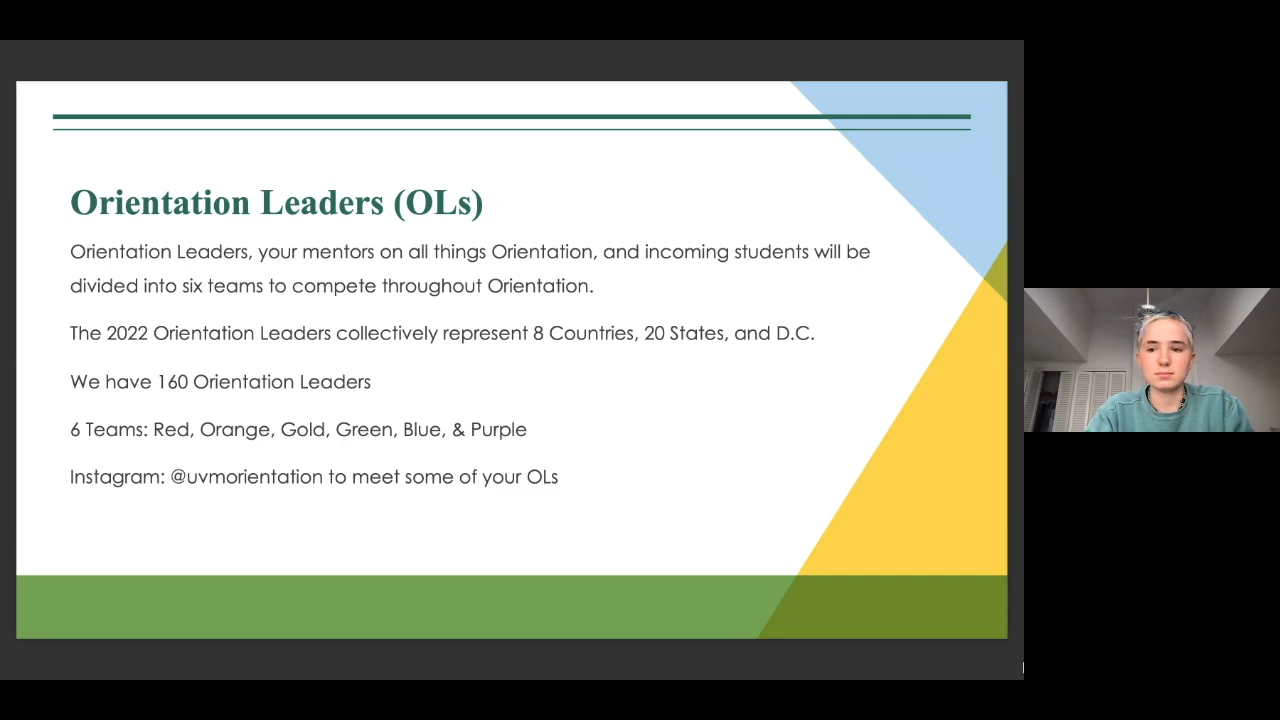 Orientation Leaders (OLs)
Orientation Leaders, your mentors on all things Orientation, and incoming students will be
divided into six teams to compete throughout Orientation.
The 2022 Orientation Leaders collectively represent 8 Countries, 20 States, and D.C.
We have 160 Orientation Leaders
6 Teams: Red, Orange, Gold, Green, Blue, & Purple
Instagram: @uvmorientation to meet some of your OLs